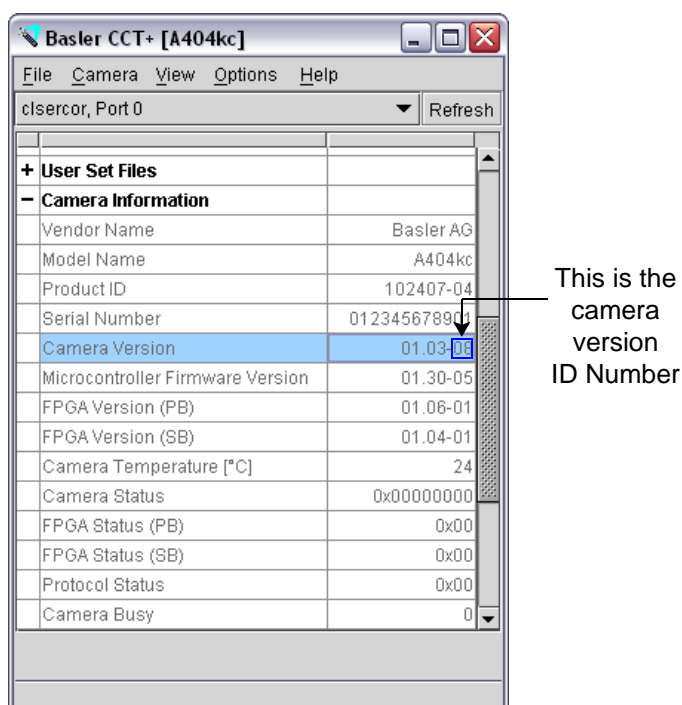 Basler CCT+ [A404kc]
File Camera View Options Help
clsercor, Port 0 Refresh
+ User Set Files
− Camera Information
Vendor Name Basler AG
Model Name A404kc
Product ID 102407-04
Serial Number 012345678901
Camera Version 01.03-08
Microcontroller Firmware Version 01.30-05
FPGA Version (PB) 01.06-01
FPGA Version (SB) 01.04-01
Camera Temperature [°C] 24
Camera Status 0x00000000
FPGA Status (PB) 0x00
FPGA Status (SB) 0x00
Protocol Status 0x00
Camera Busy 0
This is the
camera
version
ID Number